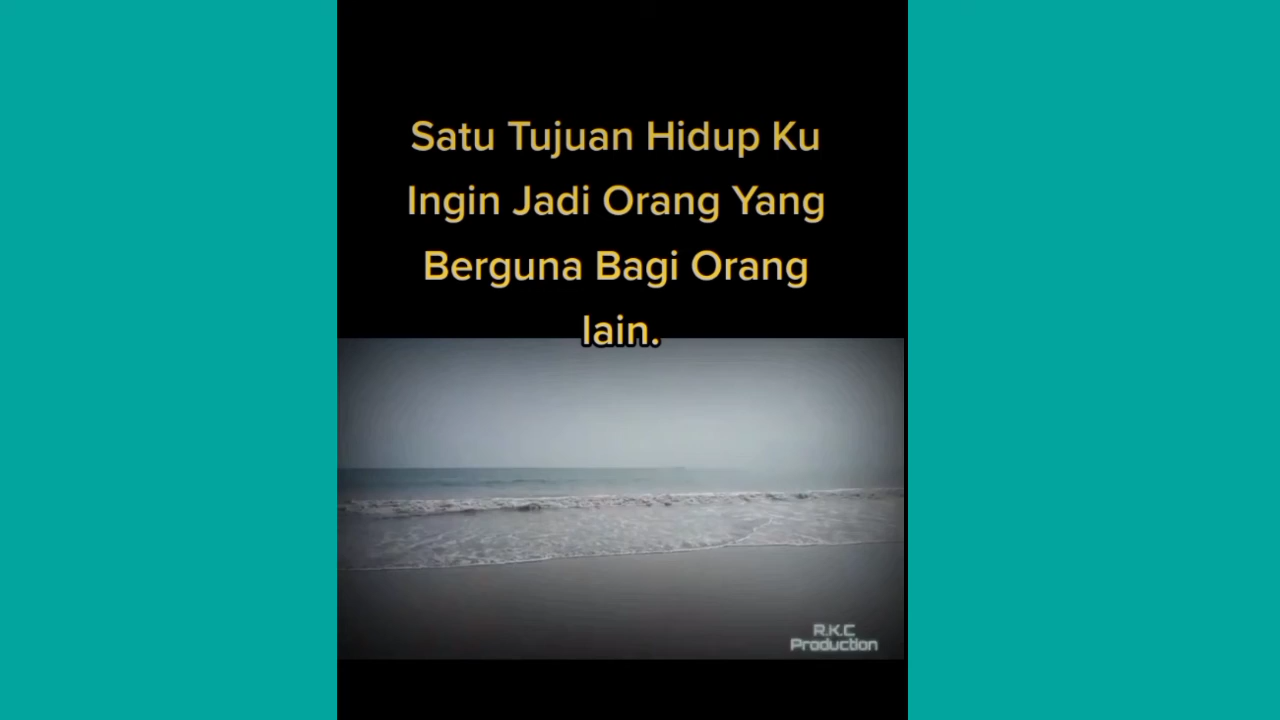 Satu Tujuan Hidup Ku
Ingin Jadi Orang Yang
Berguna Bagi Orang
lain.
R.K.C
Production